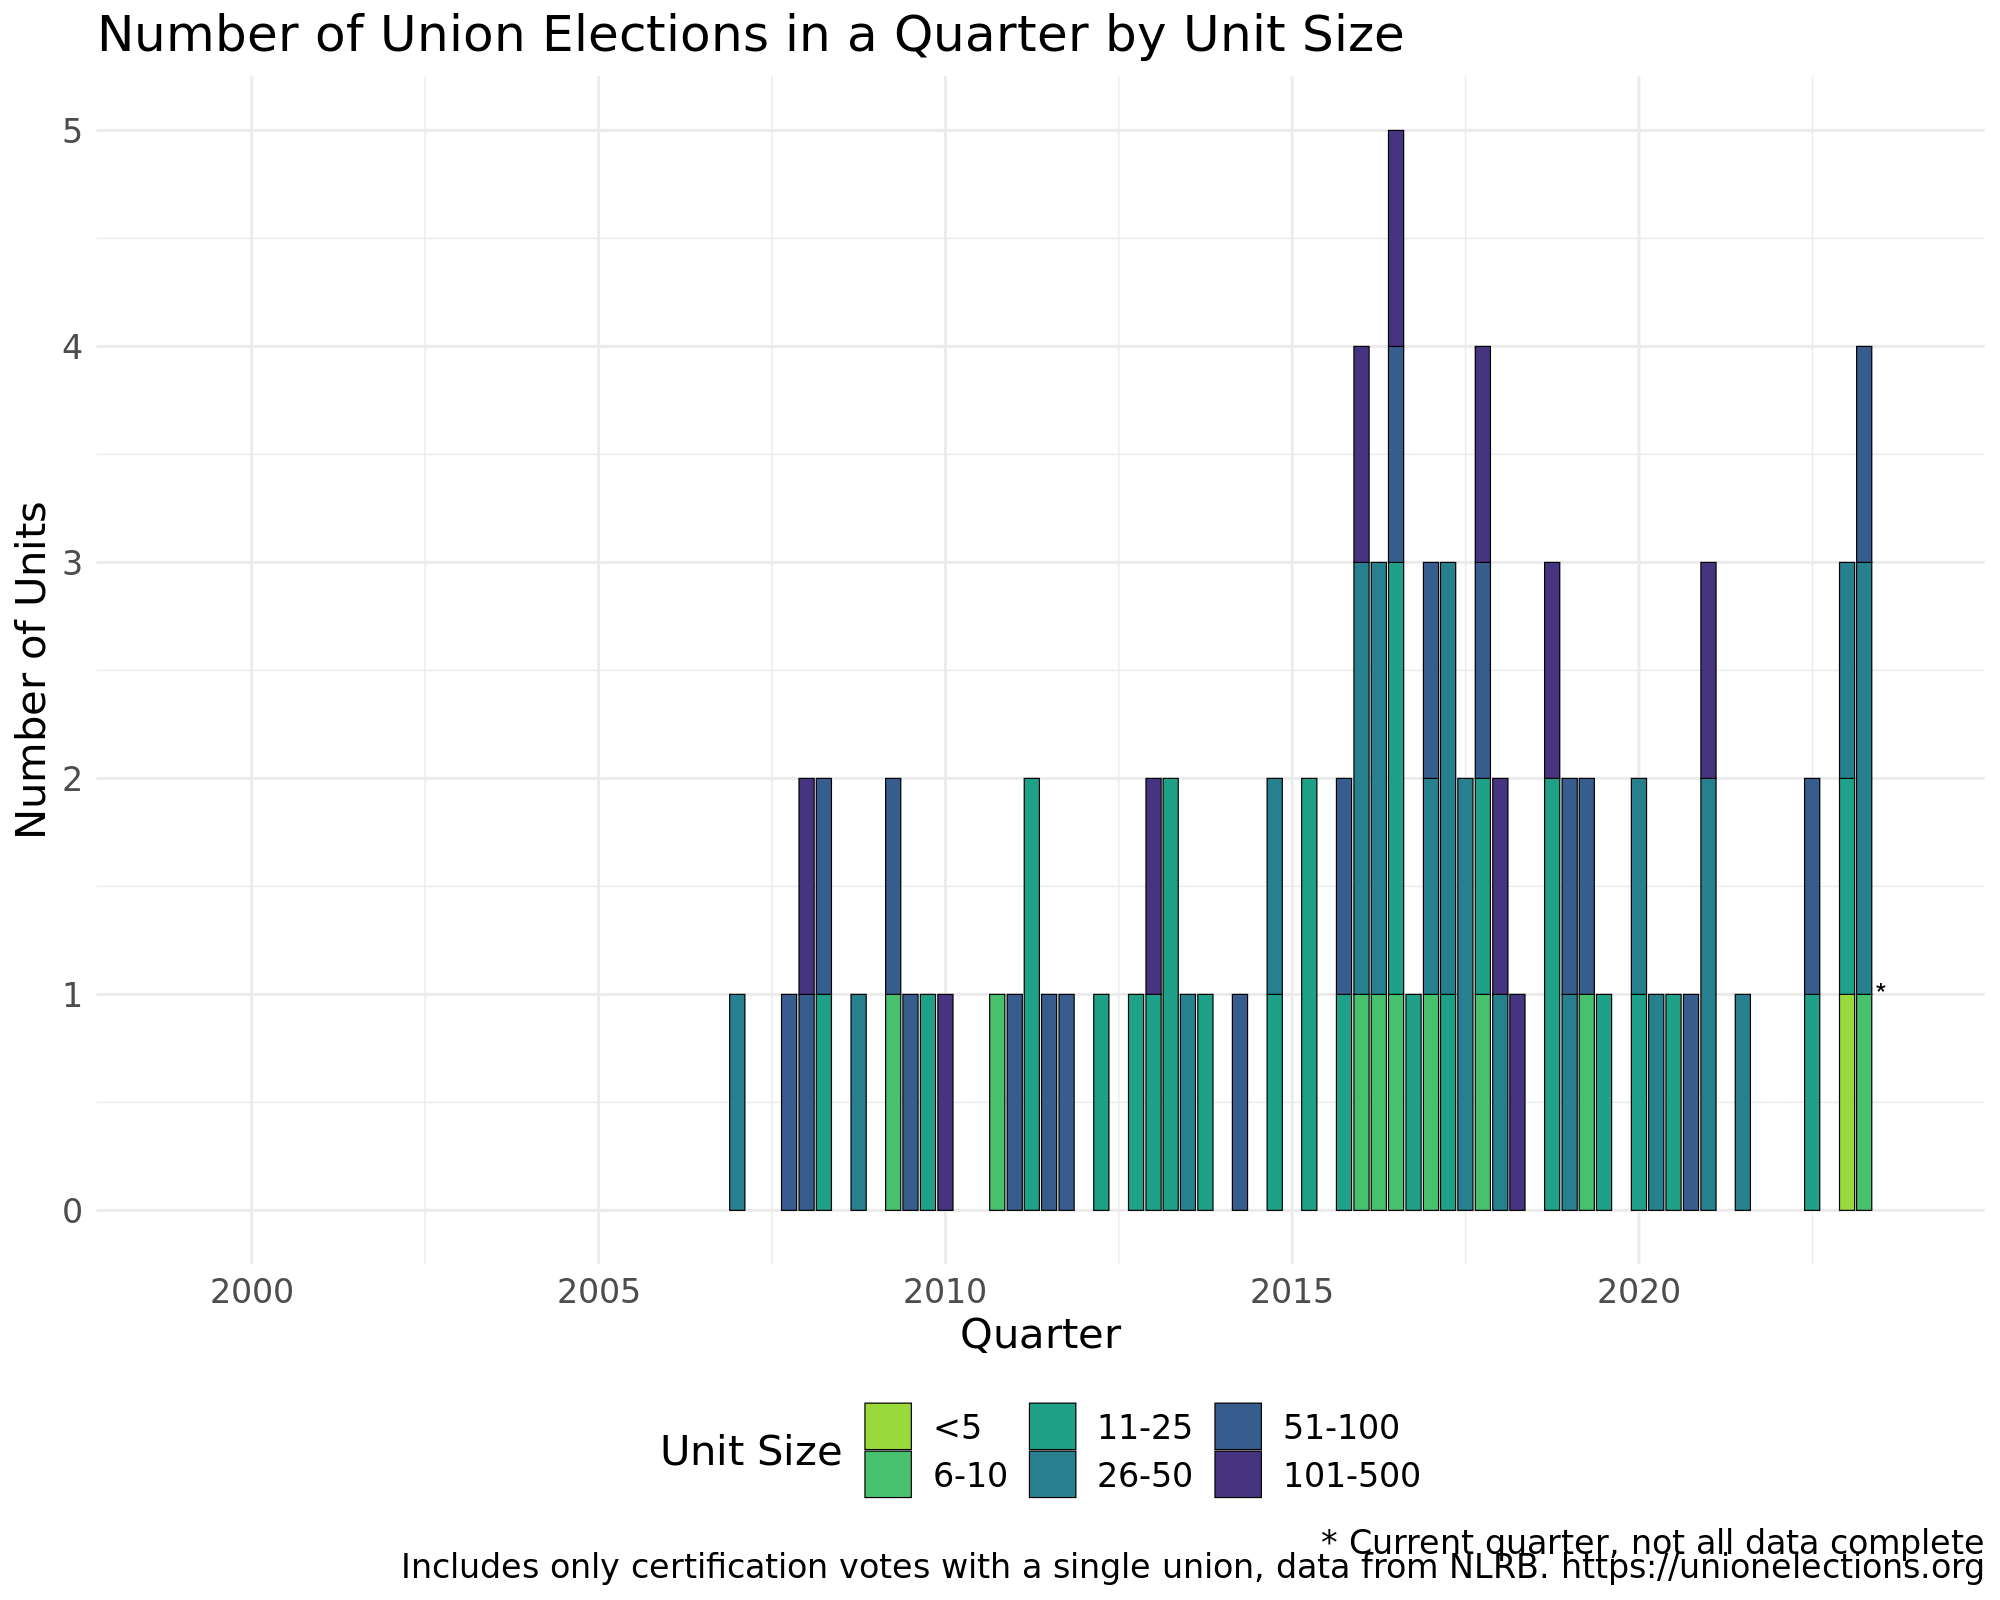 Number of Union Elections in a Quarter by Unit Size
Number of Units
5
4
3
2
1
0
*
2000 2005 2010 2015 2020
Quarter
Unit Size
<5 11-25 51-100
6-10 26-50 101-500
* Current quarter, not all data complete
Includes only certification votes with a single union, data from NLRB. https://unionelections.org